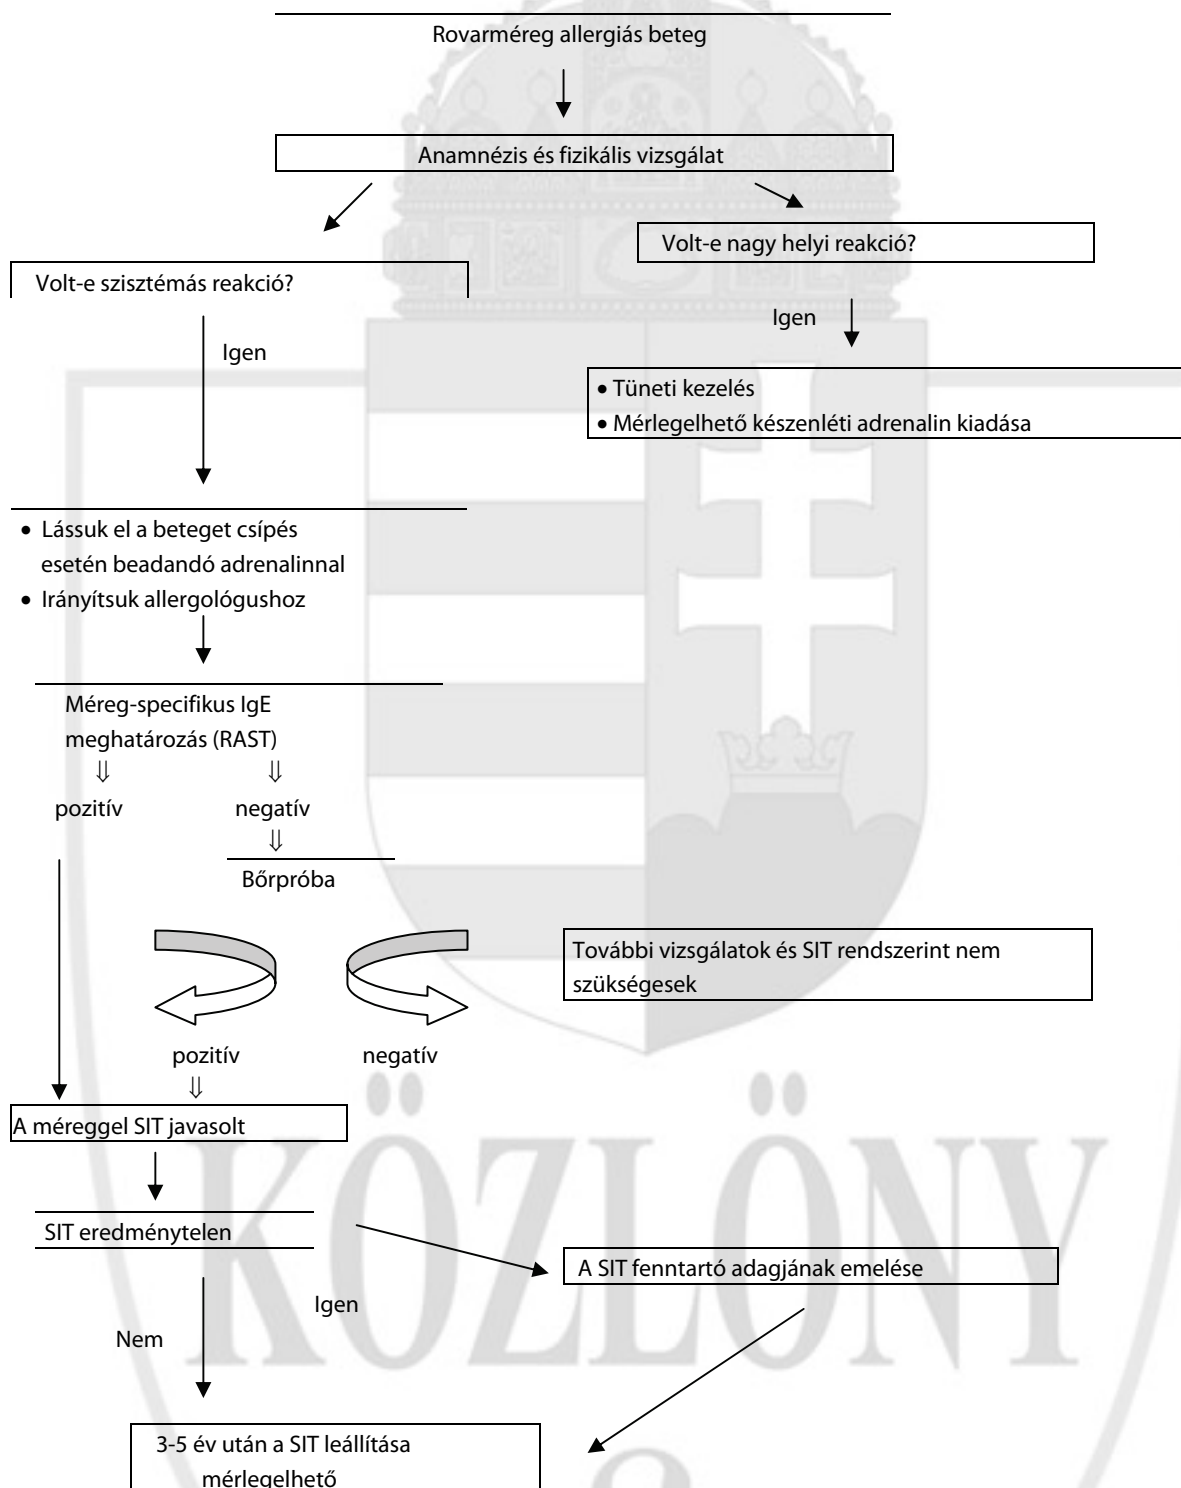 Rovarméreg allergiás beteg
Anamnézis és fizikális vizsgálat
Volt-e nagy helyi reakció?
Volt-e szisztémás reakció?
Igen
Igen
• Tüneti kezelés
• Mérlegelhető készenléti adrenalin kiadása
• Lássuk el a beteget csípés
esetén beadandó adrenalinnal
• Irányítsuk allergológushoz
Méreg-specifikus IgE
meghatározás (RAST)
⇓ ⇓
pozitív negatív
⇓
Bőrpróba
További vizsgálatok és SIT rendszerint nem
szükségesek
pozitív negatív
⇓
A méreggel SIT javasolt
SIT eredménytelen
A SIT fenntartó adagjának emelése
Igen
Nem
3-5 év után a SIT leállítása
mérlegelhető
KÖZLÖNY